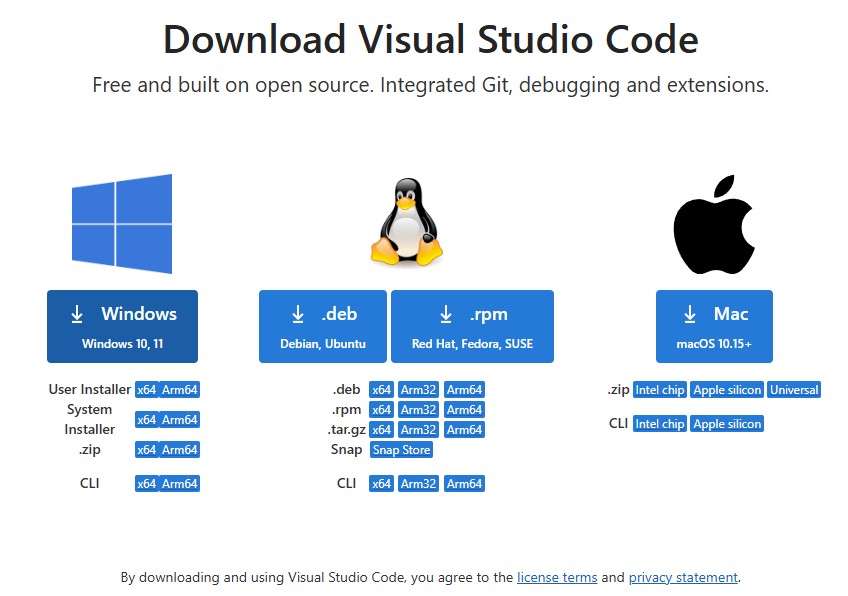 Download Visual Studio Code
Free and built on open source. Integrated Git, debugging and extensions.
Windows
Windows 10, 11
User Installer x64 Arm64
System
Installer x64 Arm64
.zip x64 Arm64
CLI x64 Arm64
.deb
Debian, Ubuntu
.rpm
Red Hat, Fedora, SUSE
.deb x64 Arm32 Arm64
.rpm x64 Arm32 Arm64
.tar.gz x64 Arm32 Arm64
Snap Snap Store
CLI x64 Arm32 Arm64
Mac
macOS 10.15+
.zip Intel chip Apple silicon Universal
CLI Intel chip Apple silicon
By downloading and using Visual Studio Code, you agree to the license terms and privacy statement.